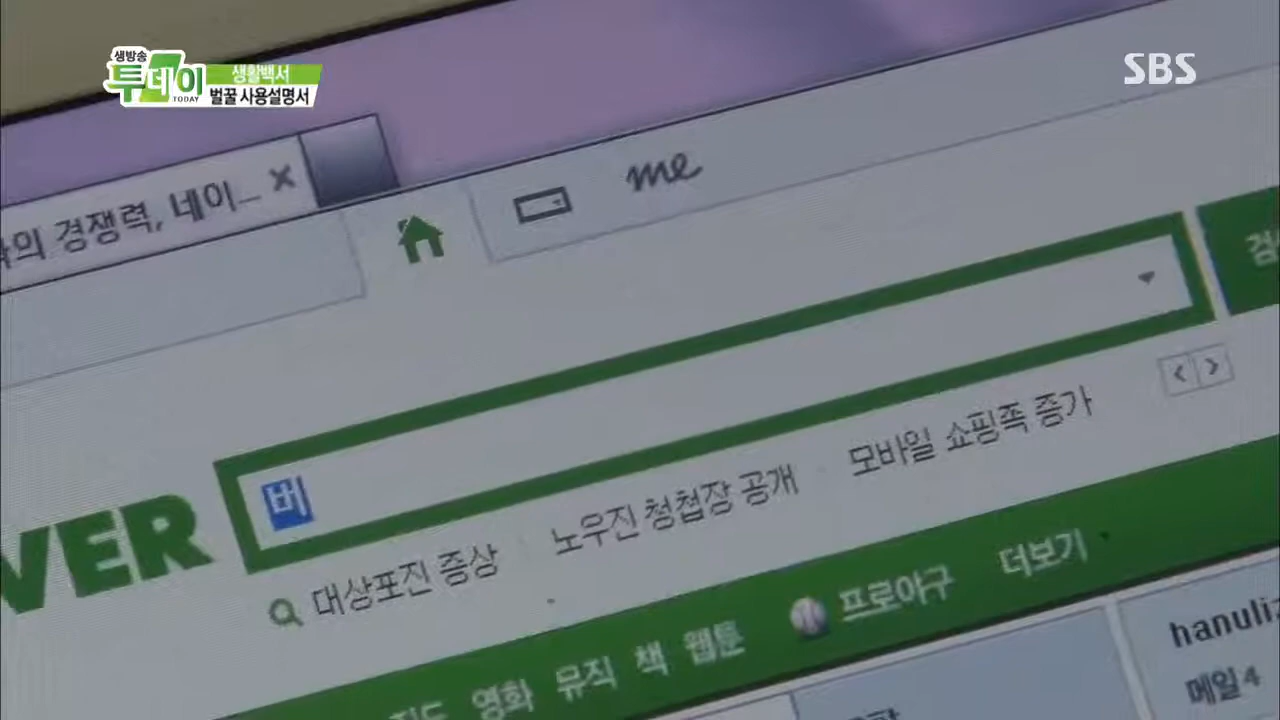 생방송
투데이
TODAY
생활백서
벌꿀 사용설명서
SBS
의 경쟁력, 네이...
me
VER
버
대상포진 증상
노우진 청첩장 공개
모바일 쇼핑족 증가
영화 뮤직 책 웹툰
프로야구
더보기
메일 4